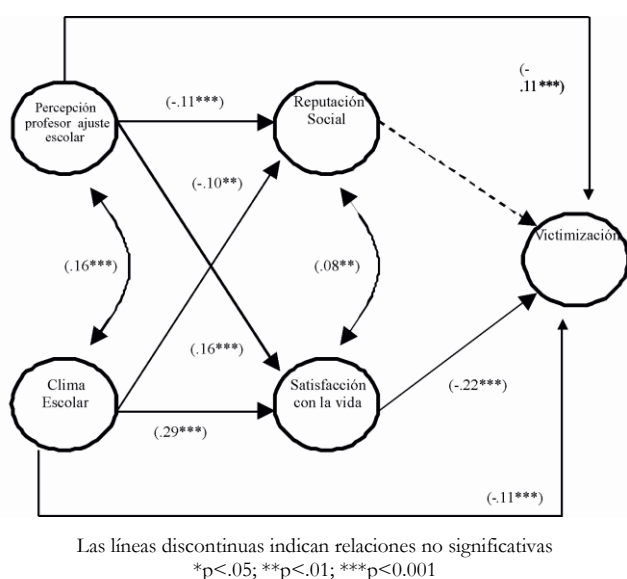 (-
.11***)
Percepción
profesor ajuste
escolar
(-.11***)
Reputación
Social
(-.10**)
Victimización
(.16***)
(.08**)
(.16***)
Clima
Escolar
(.29***)
Satisfacción
con la vida
(-.22***)
(-.11***)
Las líneas discontinuas indican relaciones no significativas
*p<.05; **p<.01; ***p<0.001